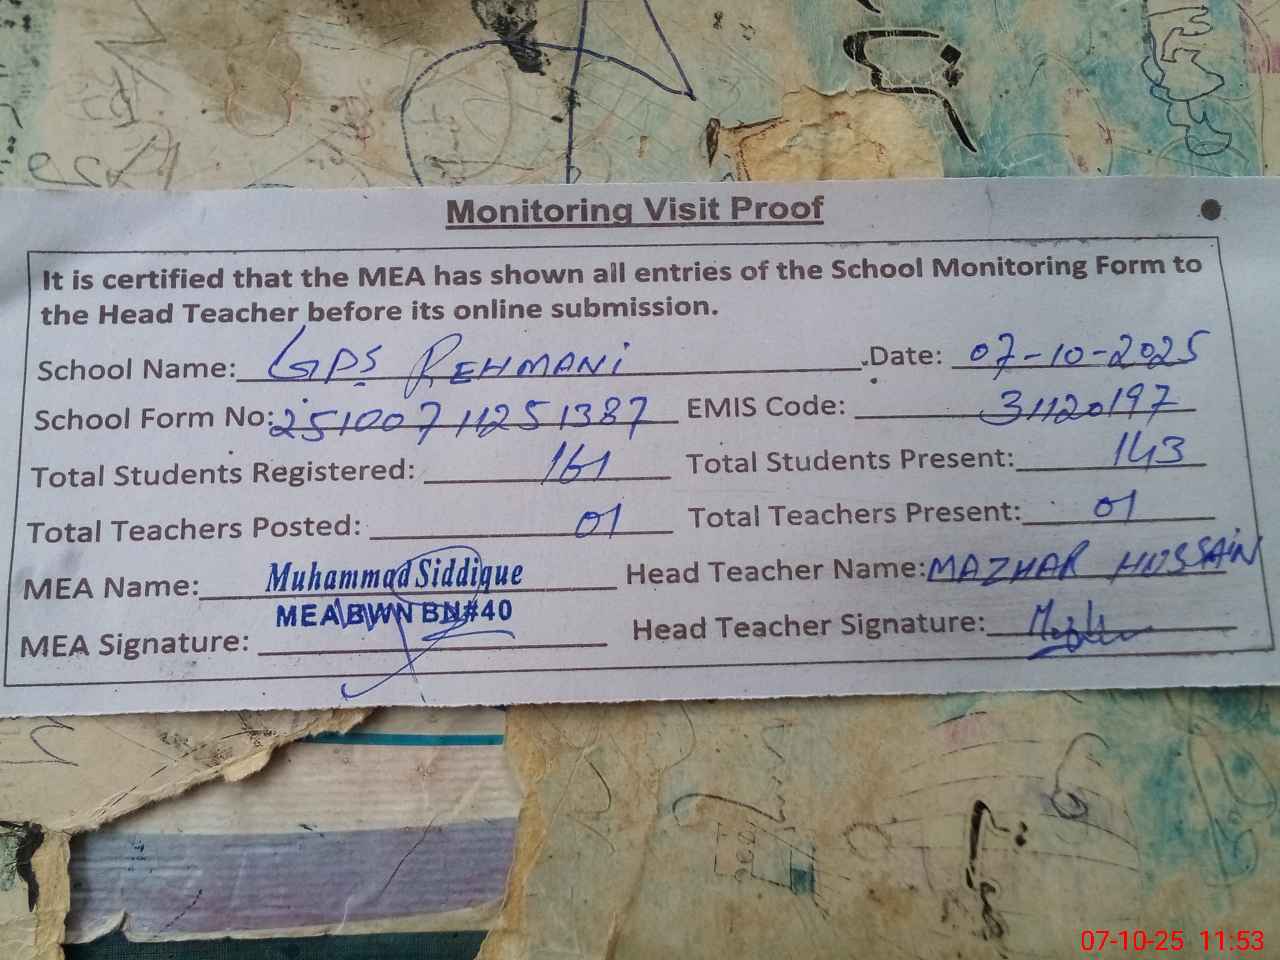 Monitoring Visit Proof
It is certified that the MEA has shown all entries of the School Monitoring Form to
the Head Teacher before its online submission.
School Name: GPS REHMANi .Date: 07-10-2025
School Form No: 25100711251387 EMIS Code: 31120197
Total Students Registered: 161 Total Students Present: 143
Total Teachers Posted: 01 Total Teachers Present: 01
MEA Name: Muhammad Siddique Head Teacher Name: MAZHAR HUSSAiN
MEA BWN BN#40
MEA Signature: Head Teacher Signature:
07-10-25 11:53